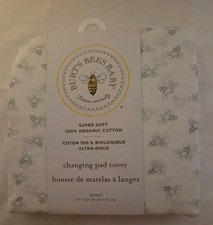 BURT'S BEES BABY
SUPER SOFT
100% ORGANIC COTTON
COTON 100 % BIOLOGIQUE
ULTRA-DOUX
changing pad cover
housse de matelas à langer